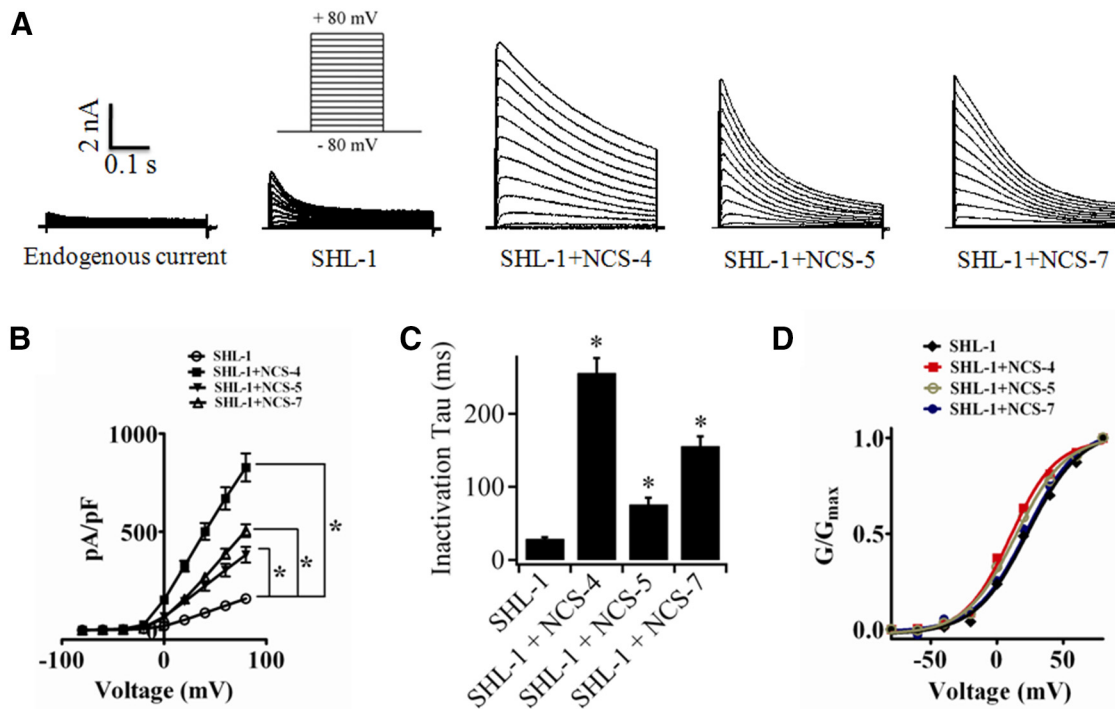 A
+ 80 mV
- 80 mV
2 nA
0.1 s
Endogenous current
SHL-1
SHL-1+NCS-4
SHL-1+NCS-5
SHL-1+NCS-7
B
SHL-1
SHL-1+NCS-4
SHL-1+NCS-5
SHL-1+NCS-7
1000
500
0
-100
0
100
pA/pF
Voltage (mV)
*
*
*
C
Inactivation Tau (ms)
200
100
0
*
*
*
SHL-1
SHL-1 + NCS-4
SHL-1 + NCS-5
SHL-1 + NCS-7
D
SHL-1
SHL-1+NCS-4
SHL-1+NCS-5
SHL-1+NCS-7
1.0
0.5
0.0
G/Gmax
-50
0
50
Voltage (mV)